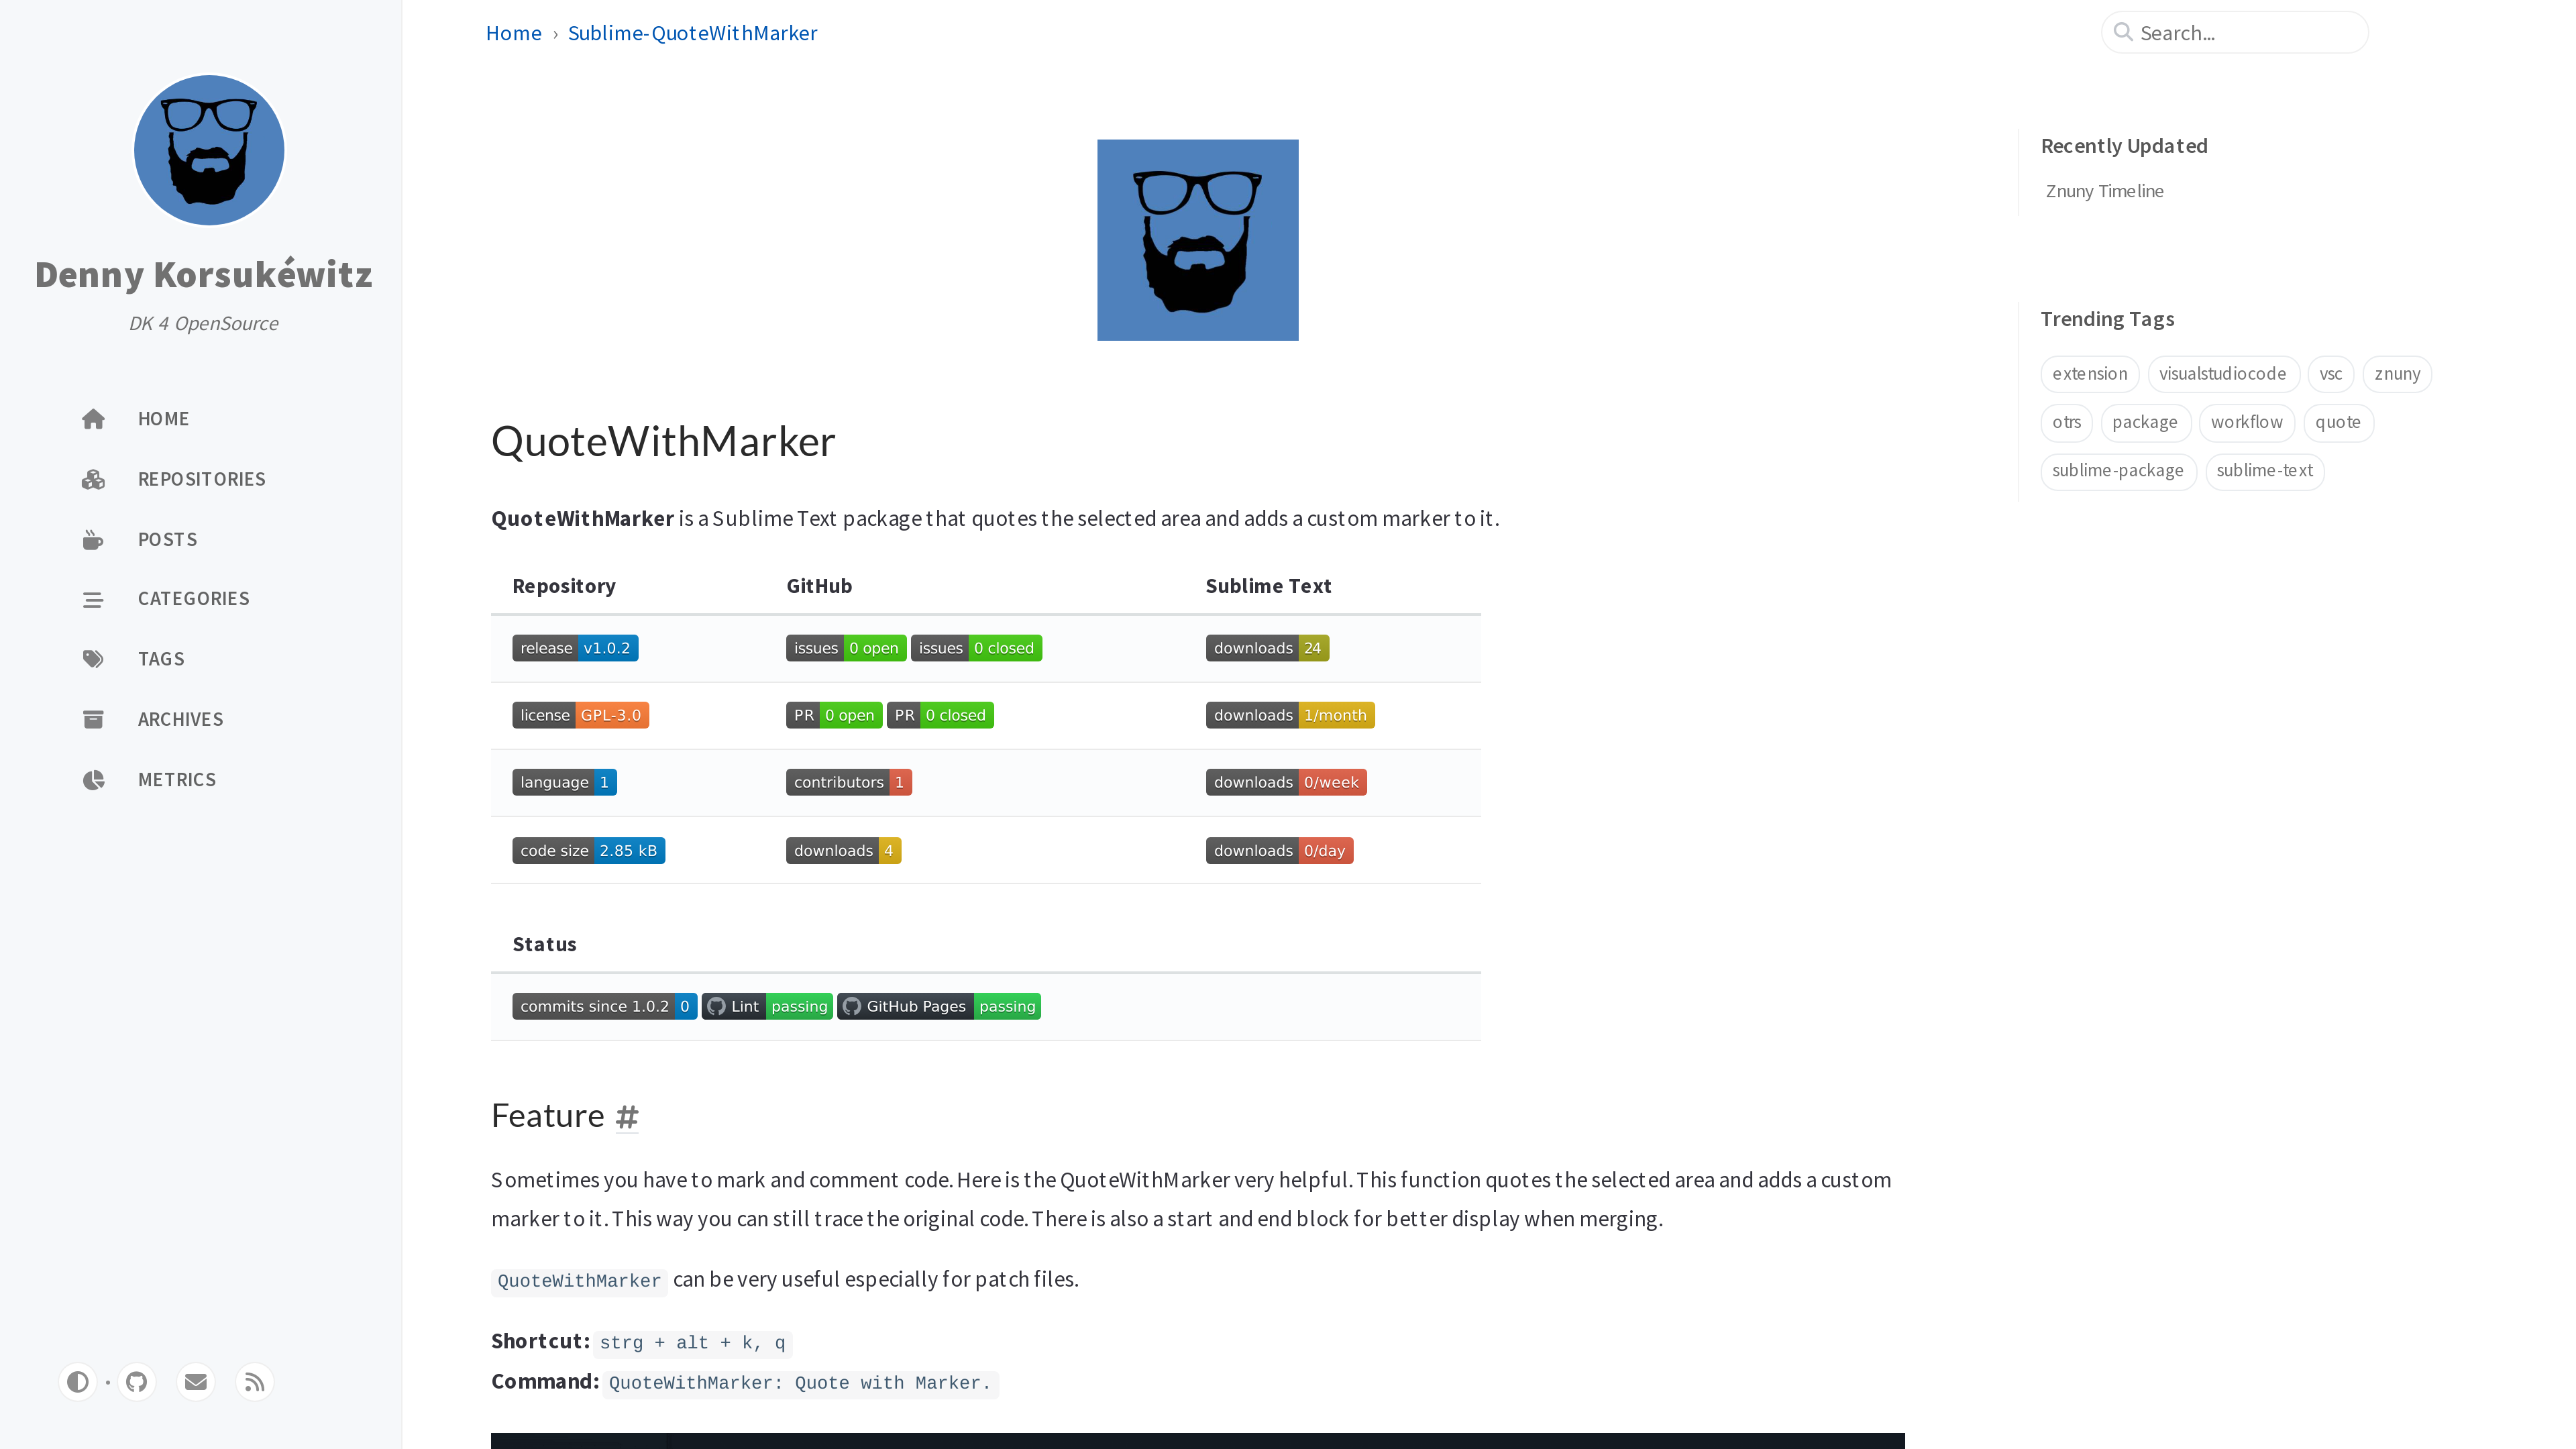 Denny Korsukéwitz
DK 4 OpenSource
HOME
REPOSITORIES
POSTS
CATEGORIES
TAGS
ARCHIVES
METRICS
Home › Sublime-QuoteWithMarker
Search...
QuoteWithMarker
QuoteWithMarker is a Sublime Text package that quotes the selected area and adds a custom marker to it.
Repository GitHub Sublime Text
release v1.0.2 issues 0 open issues 0 closed downloads 24
license GPL-3.0 PR 0 open PR 0 closed downloads 1/month
language 1 contributors 1 downloads 0/week
code size 2.85 kB downloads 4 downloads 0/day
Status
commits since 1.0.2 0 Lint passing GitHub Pages passing
Feature #
Sometimes you have to mark and comment code. Here is the QuoteWithMarker very helpful. This function quotes the selected area and adds a custom
marker to it. This way you can still trace the original code. There is also a start and end block for better display when merging.
QuoteWithMarker can be very useful especially for patch files.
Shortcut: strg + alt + k, q
Command: QuoteWithMarker: Quote with Marker.
Recently Updated
Znuny Timeline
Trending Tags
extension visualstudiocode vsc znuny
otrs package workflow quote
sublime-package sublime-text